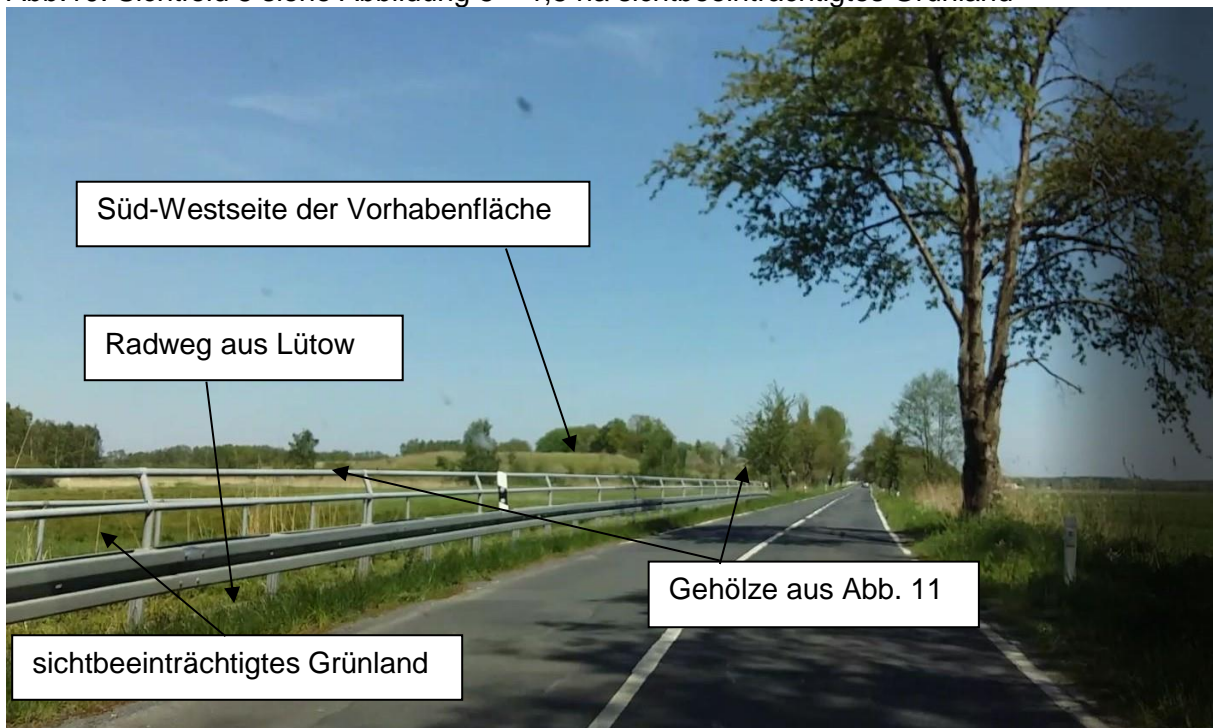 Süd-Westseite der Vorhabenfläche
Radweg aus Lütow
Gehölze aus Abb. 11
sichtbeeinträchtigtes Grünland